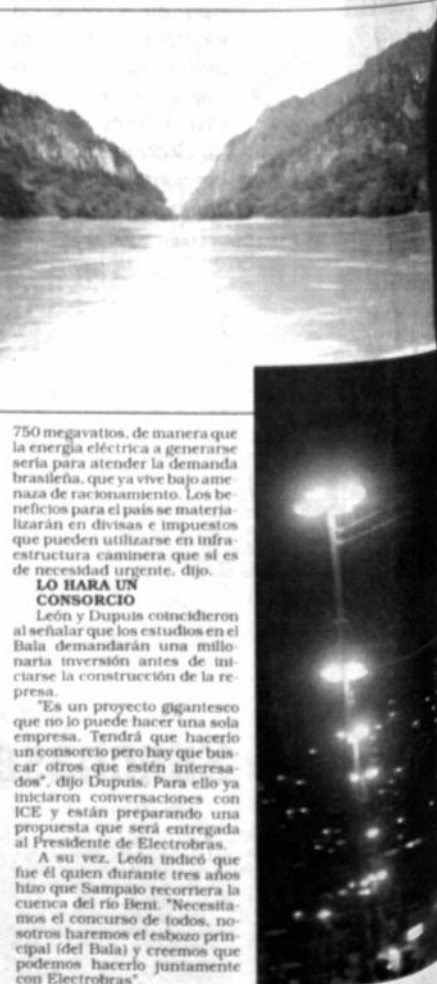 750 megavatios, de manera que
la energía eléctrica a generarse
sería para atender la demanda
brasileña, que ya vive bajo ame-
naza de racionamiento. Los be-
neficios para el país se materia-
lizarán en divisas e impuestos
que pueden utilizarse en infra-
estructura caminera que sí es
de necesidad urgente, dijo.
LO HARA UN
CONSORCIO
León y Dupuis coincidieron
al señalar que los estudios en el
Bala demandarán una millo-
naria inversión antes de ini-
ciarse la construcción de la re-
presa.
"Es un proyecto gigantesco
que no lo puede hacer una sola
empresa. Tendrá que hacerlo
un consorcio pero hay que bus-
car otros que estén interesa-
dos", dijo Dupuis. Para ello ya
iniciaron conversaciones con
ICE y están preparando una
propuesta que será entregada
al Presidente de Electrobras.
A su vez, León indicó que
fue él quien durante tres años
hizo que Sampaio recorriera la
cuenca del río Beni. "Necesita-
mos el concurso de todos, no-
sotros haremos el esbozo prin-
cipal (del Bala) y creemos que
podemos hacerlo juntamente
con Electrobras".